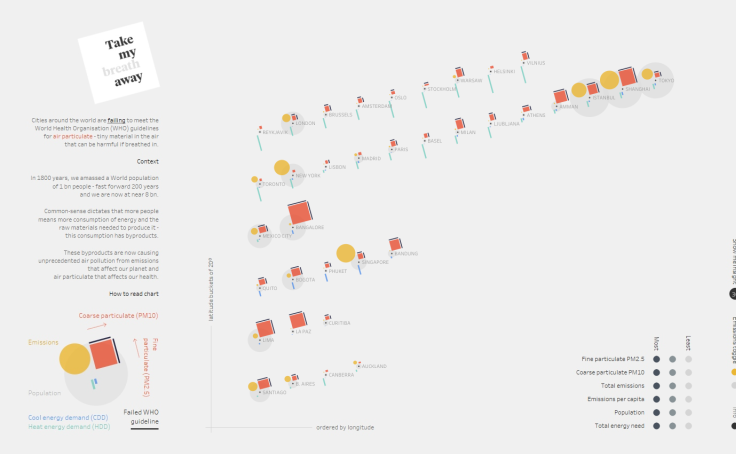 Take
my
breath
away
Cities around the world are failing to meet the
World Health Organisation (WHO) guidelines
for air particulate - tiny material in the air
that can be harmful if breathed in.
Context
In 1800 years, we amassed a World population
of 1 bn people - fast forward 200 years
and we are now at near 8 bn.
Common-sense dictates that more people
means more consumption of energy and the
raw materials needed to produce it -
this consumption has byproducts.
These byproducts are now causing
unprecedented air pollution from emissions
that affect our planet and
air particulate that affects our health.
How to read chart
Coarse particulate (PM10)
Emissions
Fine
particulate (PM2.5)
Population
Cool energy demand (CDD)
Heat energy demand (HDD)
Failed WHO
guideline
latitude buckets of 20°
ordered by longitude
REYKJAVIK
LONDON
BRUSSELS
AMSTERDAM
OSLO
STOCKHOLM
WARSAW
HELSINKI
VILNIUS
TORONTO
NEW YORK
LISBON
MADRID
PARIS
BASEL
MILAN
LJUBLJANA
ATHENS
ISTANBUL
SHANGHAI
TOKYO
MEXICO CITY
BANGALORE
QUITO
BOGOTA
PHUKET
SINGAPORE
BANDUNG
LIMA
LA PAZ
CURITIBA
SANTIAGO
B. AIRES
CANBERRA
AUCKLAND
Most
Least
Fine particulate PM2.5
Coarse particulate PM10
Total emissions
Emissions per capita
Population
Total energy need
Show me insight
Emissions toggle
Info